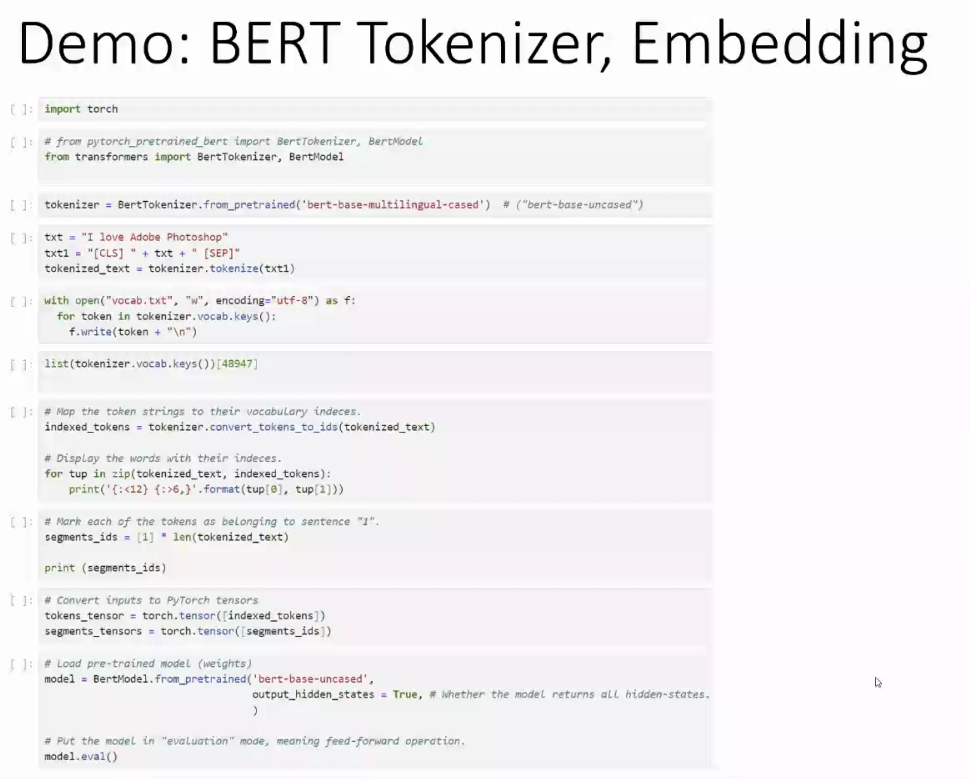 Demo: BERT Tokenizer, Embedding
[ ]: import torch
[ ]: # from pytorch_pretrained_bert import BertTokenizer, BertModel
from transformers import BertTokenizer, BertModel
[ ]: tokenizer = BertTokenizer.from_pretrained('bert-base-multilingual-cased')  # ("bert-base-uncased")
[ ]: txt = "I love Adobe Photoshop"
txt1 = "[CLS] " + txt + " [SEP]"
tokenized_text = tokenizer.tokenize(txt1)
[ ]: with open("vocab.txt", "w", encoding="utf-8") as f:
  for token in tokenizer.vocab.keys():
    f.write(token + "\n")
[ ]: list(tokenizer.vocab.keys())[48947]
[ ]: # Map the token strings to their vocabulary indeces.
indexed_tokens = tokenizer.convert_tokens_to_ids(tokenized_text)
# Display the words with their indeces.
for tup in zip(tokenized_text, indexed_tokens):
    print('{:<12} {:>6,}'.format(tup[0], tup[1]))
[ ]: # Mark each of the tokens as belonging to sentence "1".
segments_ids = [1] * len(tokenized_text)
print (segments_ids)
[ ]: # Convert inputs to PyTorch tensors
tokens_tensor = torch.tensor([indexed_tokens])
segments_tensors = torch.tensor([segments_ids])
[ ]: # Load pre-trained model (weights)
model = BertModel.from_pretrained('bert-base-uncased',
output_hidden_states = True, # Whether the model returns all hidden-states.
)
# Put the model in "evaluation" mode, meaning feed-forward operation.
model.eval()